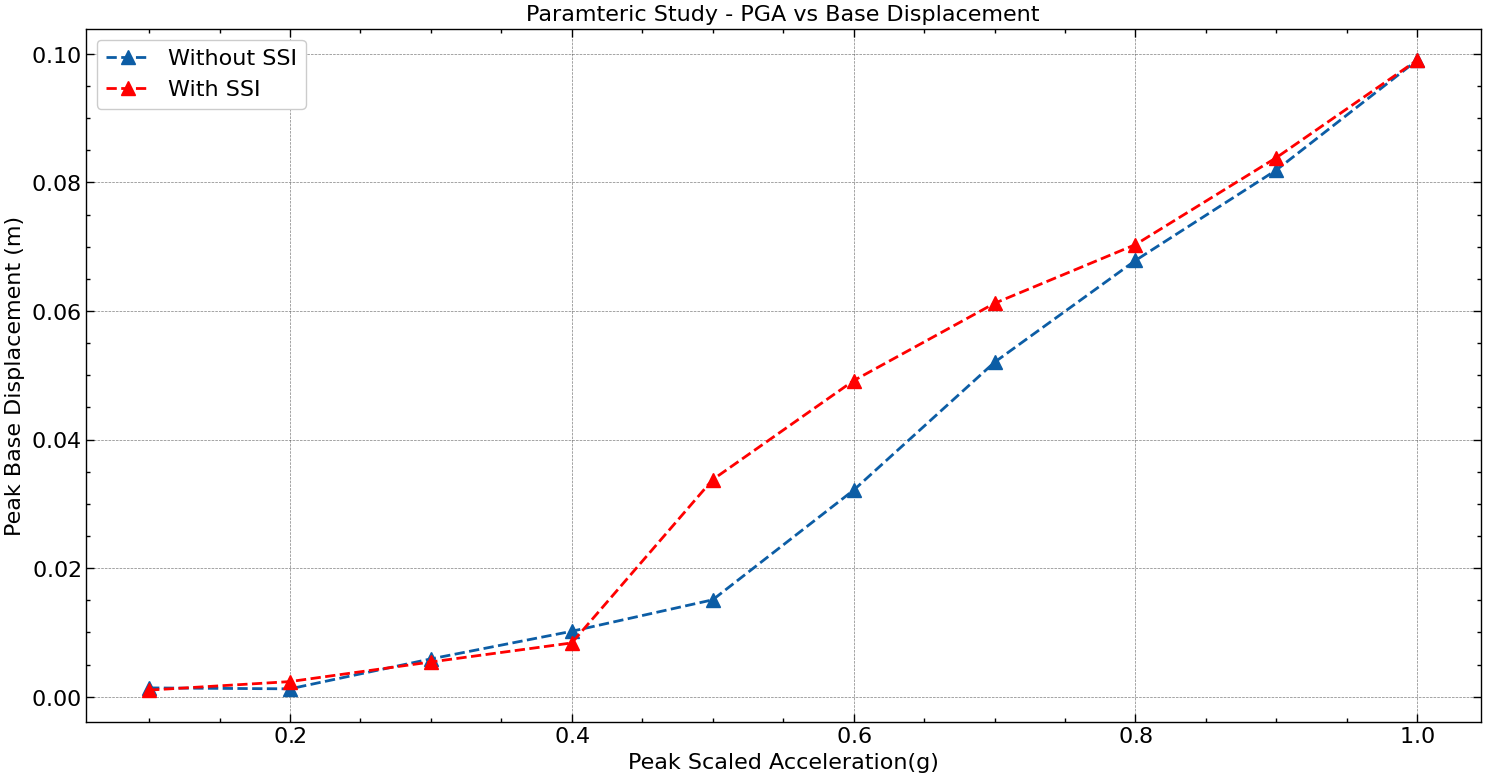 Paramteric Study - PGA vs Base Displacement
Without SSI
With SSI
0.10
0.08
0.06
0.04
0.02
0.00
Peak Base Displacement (m)
0.2
0.4
0.6
0.8
1.0
Peak Scaled Acceleration(g)